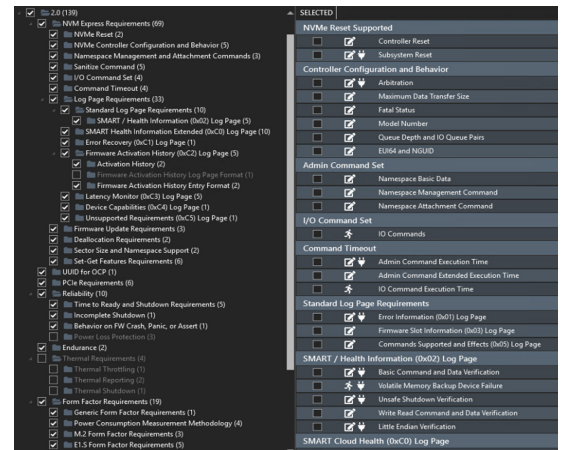 2.0 (139)
NVM Express Requirements (69)
NVMe Reset (2)
NVMe Controller Configuration and Behavior (5)
Namespace Management and Attachment Commands (3)
Sanitize Command (5)
I/O Command Set (4)
Command Timeout (4)
Log Page Requirements (33)
Standard Log Page Requirements (10)
SMART / Health Information (0x02) Log Page (5)
SMART Health Information Extended (0xC0) Log Page (10)
Error Recovery (0xC1) Log Page (1)
Firmware Activation History (0xC2) Log Page (5)
Activation History (2)
Firmware Activation History Log Page Format (1)
Firmware Activation History Entry Format (2)
Latency Monitor (0xC3) Log Page (5)
Device Capabilities (0xC4) Log Page (1)
Unsupported Requirements (0xC5) Log Page (1)
Firmware Update Requirements (3)
Deallocation Requirements (2)
Sector Size and Namespace Support (2)
Set-Get Features Requirements (6)
UUID for OCP (1)
PCIe Requirements (6)
Reliability (10)
Time to Ready and Shutdown Requirements (5)
Incomplete Shutdown (1)
Behavior on FW Crash, Panic, or Assert (1)
Power Loss Protection (3)
Endurance (2)
Thermal Requirements (4)
Thermal Throttling (1)
Thermal Reporting (2)
Thermal Shutdown (1)
Form Factor Requirements (19)
Generic Form Factor Requirements (1)
Power Consumption Measurement Methodology (4)
M.2 Form Factor Requirements (3)
E1.S Form Factor Requirements (5)
SELECTED
NVMe Reset Supported
Controller Reset
Subsystem Reset
Controller Configuration and Behavior
Arbitration
Maximum Data Transfer Size
Fatal Status
Model Number
Queue Depth and IO Queue Pairs
EUI64 and NGUID
Admin Command Set
Namespace Basic Data
Namespace Management Command
Namespace Attachment Command
I/O Command Set
IO Commands
Command Timeout
Admin Command Execution Time
Admin Command Extended Execution Time
IO Command Execution Time
Standard Log Page Requirements
Error Information (0x01) Log Page
Firmware Slot Information (0x03) Log Page
Commands Supported and Effects (0x05) Log Page
SMART / Health Information (0x02) Log Page
Basic Command and Data Verification
Volatile Memory Backup Device Failure
Unsafe Shutdown Verification
Write Read Command and Data Verification
Little Endian Verification
SMART Cloud Health (0xC0) Log Page